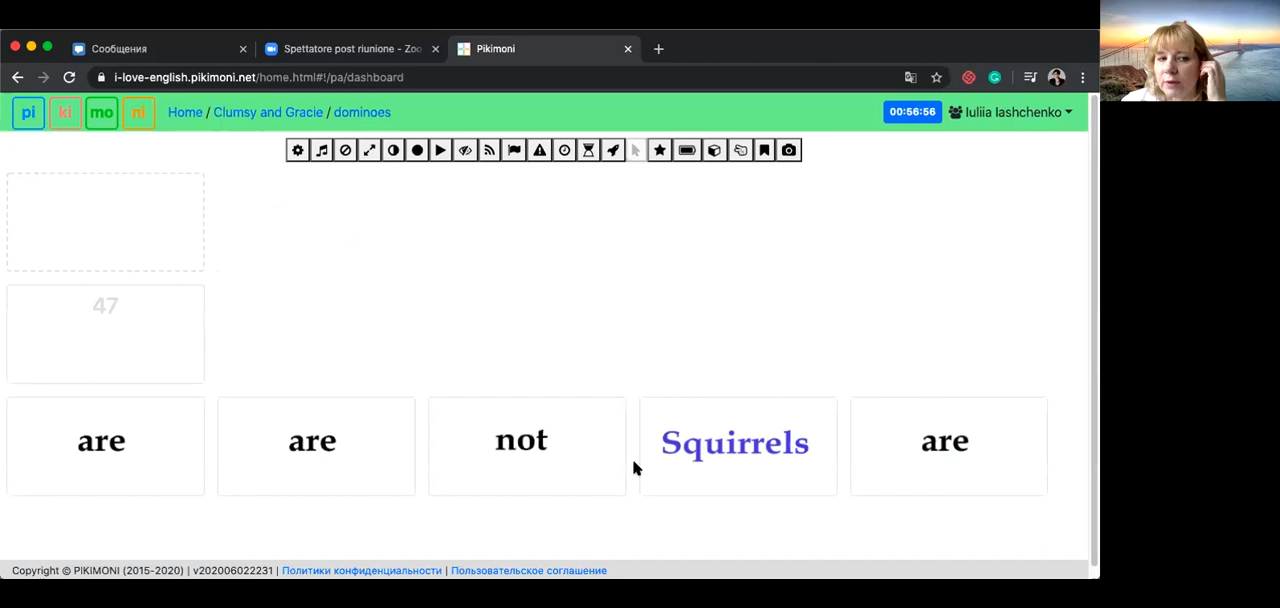 Сообщения
Spettatore post riunione - Zoo
Pikimoni
i-love-english.pikimoni.net/home.html#!/pa/dashboard
pi ki mo ni Home / Clumsy and Gracie / dominoes 00:56:56 Iuliia Iashchenko
47
are are not Squirrels are
Copyright © PIKIMONI (2015-2020) | v202006022231 | Политики конфиденциальности | Пользовательское соглашение